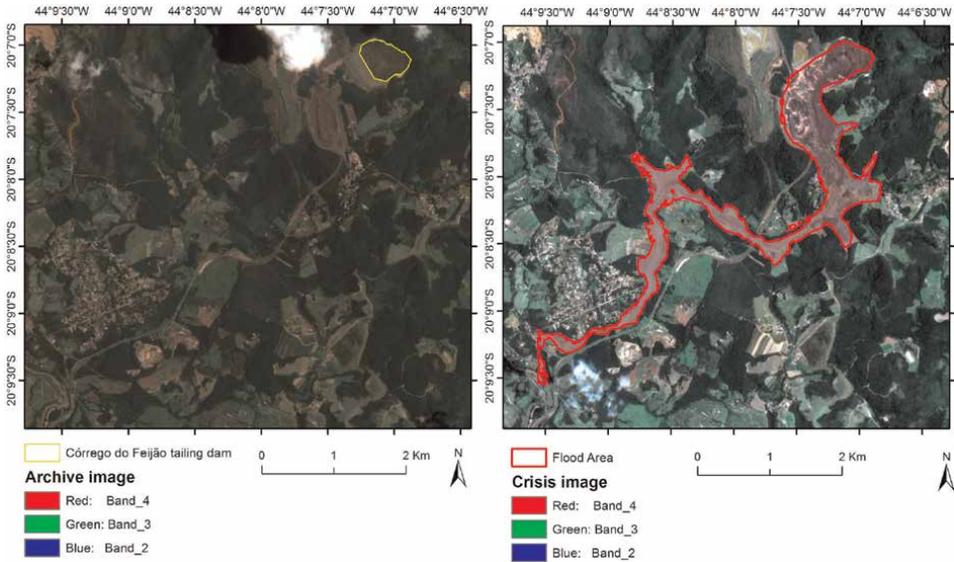 44°9'30"W 44°9'0"W 44°8'30"W 44°8'0"W 44°7'30"W 44°7'0"W 44°6'30"W
20°7'0"S
20°7'30"S
20°8'0"S
20°8'30"S
20°9'0"S
20°9'30"S
Córrego do Feijão tailing dam
Archive image
Red: Band_4
Green: Band_3
Blue: Band_2
0 1 2 Km
N
44°9'30"W 44°9'0"W 44°8'30"W 44°8'0"W 44°7'30"W 44°7'0"W 44°6'30"W
20°7'0"S
20°7'30"S
20°8'0"S
20°8'30"S
20°9'0"S
20°9'30"S
Flood Area
Crisis image
Red: Band_4
Green: Band_3
Blue: Band_2
0 1 2 Km
N